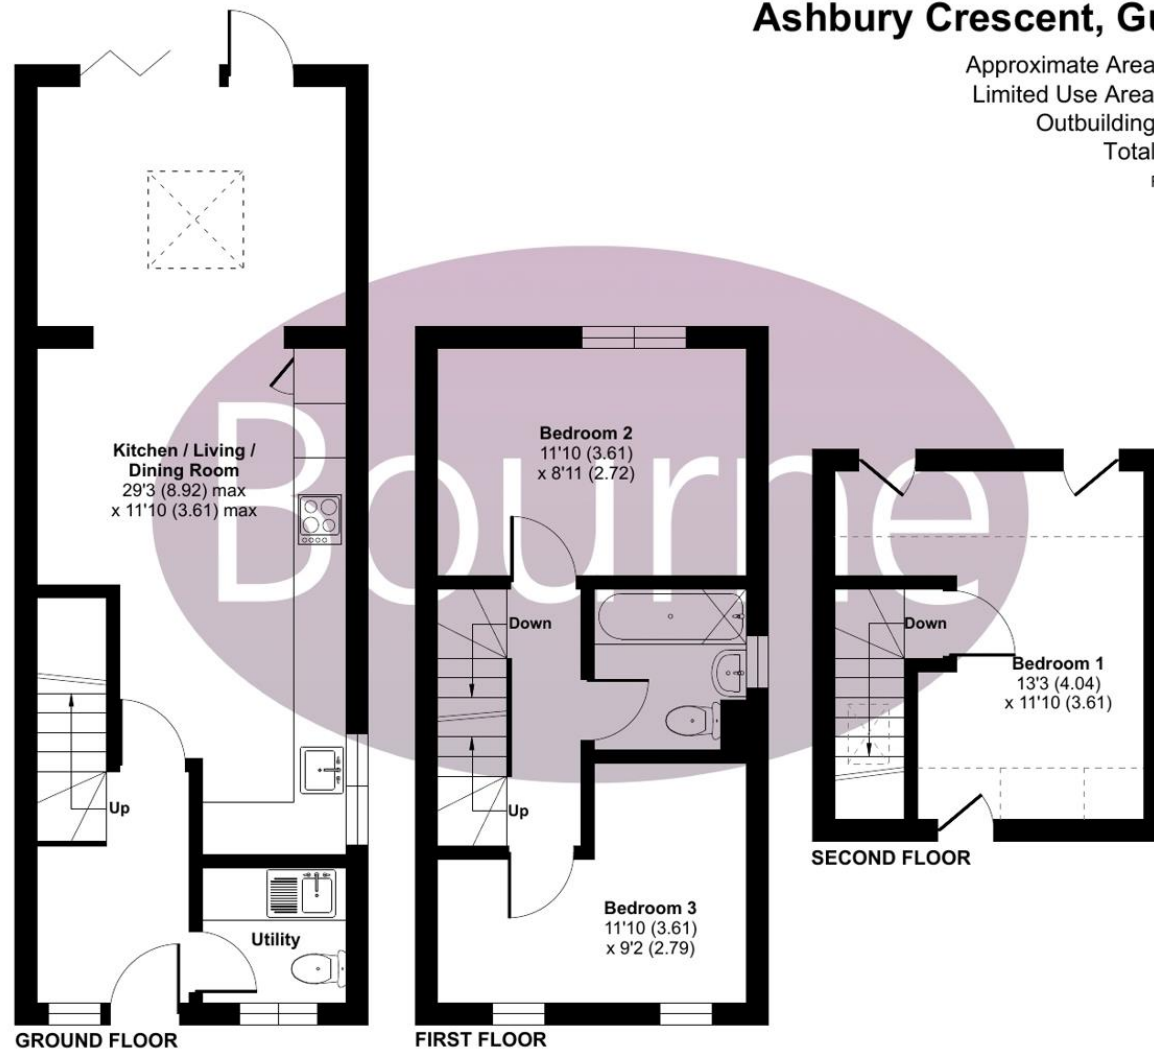 Ashbury Crescent, Gu
Approximate Area
Limited Use Area
Outbuilding
Total
Bourne
Kitchen / Living /
Dining Room
29'3 (8.92) max
x 11'10 (3.61) max
Up
Utility
GROUND FLOOR
Bedroom 2
11'10 (3.61)
x 8'11 (2.72)
Down
Up
Bedroom 3
11'10 (3.61)
x 9'2 (2.79)
FIRST FLOOR
Down
Bedroom 1
13'3 (4.04)
x 11'10 (3.61)
SECOND FLOOR